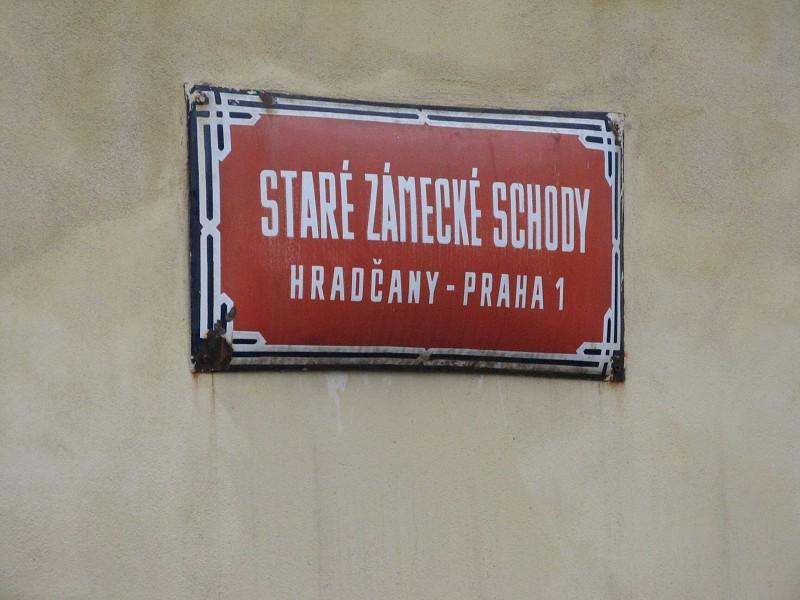 STARÉ ZÁMECKÉ SCHODY
HRADČANY - PRAHA 1